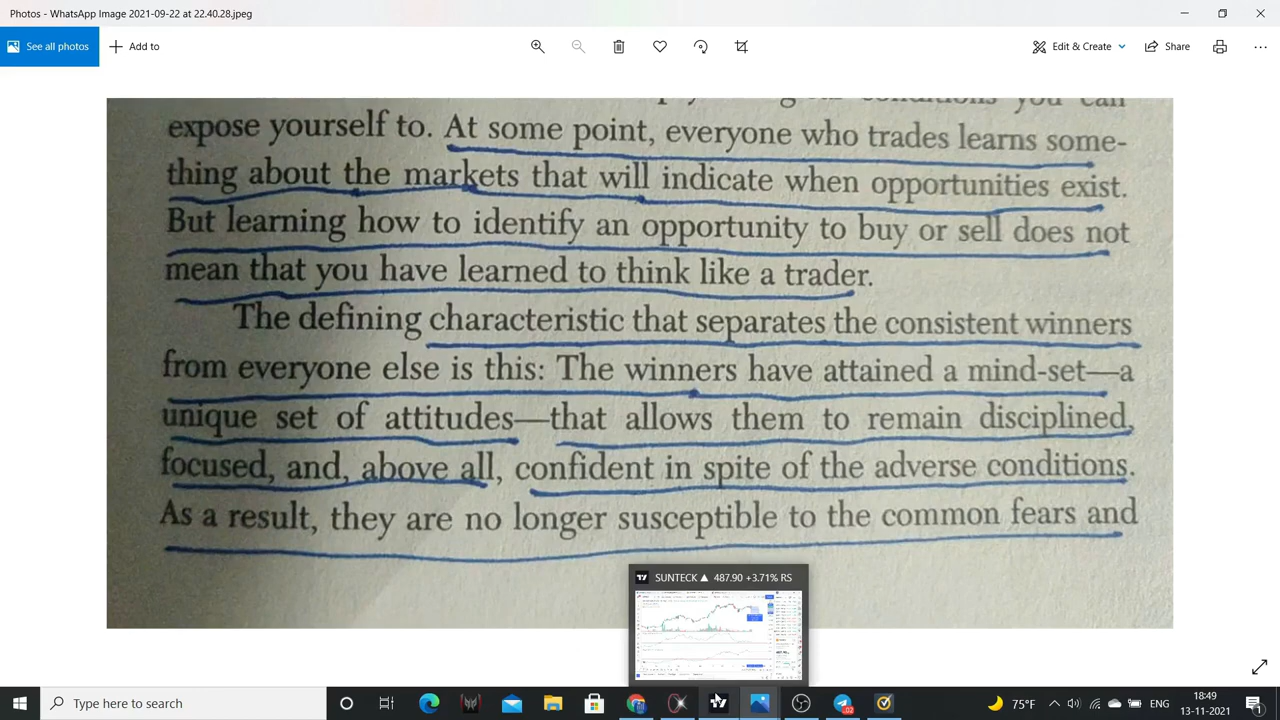 Photos - WhatsApp Image 2021-09-22 at 22.40.28.jpeg
See all photos
Add to
Edit & Create
Share
you can
expose yourself to. At some point, everyone who trades learns some-
thing about the markets that will indicate when opportunities exist.
But learning how to identify an opportunity to buy or sell does not
mean that you have learned to think like a trader.
The defining characteristic that separates the consistent winners
from everyone else is this: The winners have attained a mind-set—a
unique set of attitudes—that allows them to remain disciplined,
focused, and, above all, confident in spite of the adverse conditions.
As a result, they are no longer susceptible to the common fears and
SUNTECK ▲ 487.90 +3.71% RS
Type here to search
75°F
ENG
18:49
13-11-2021